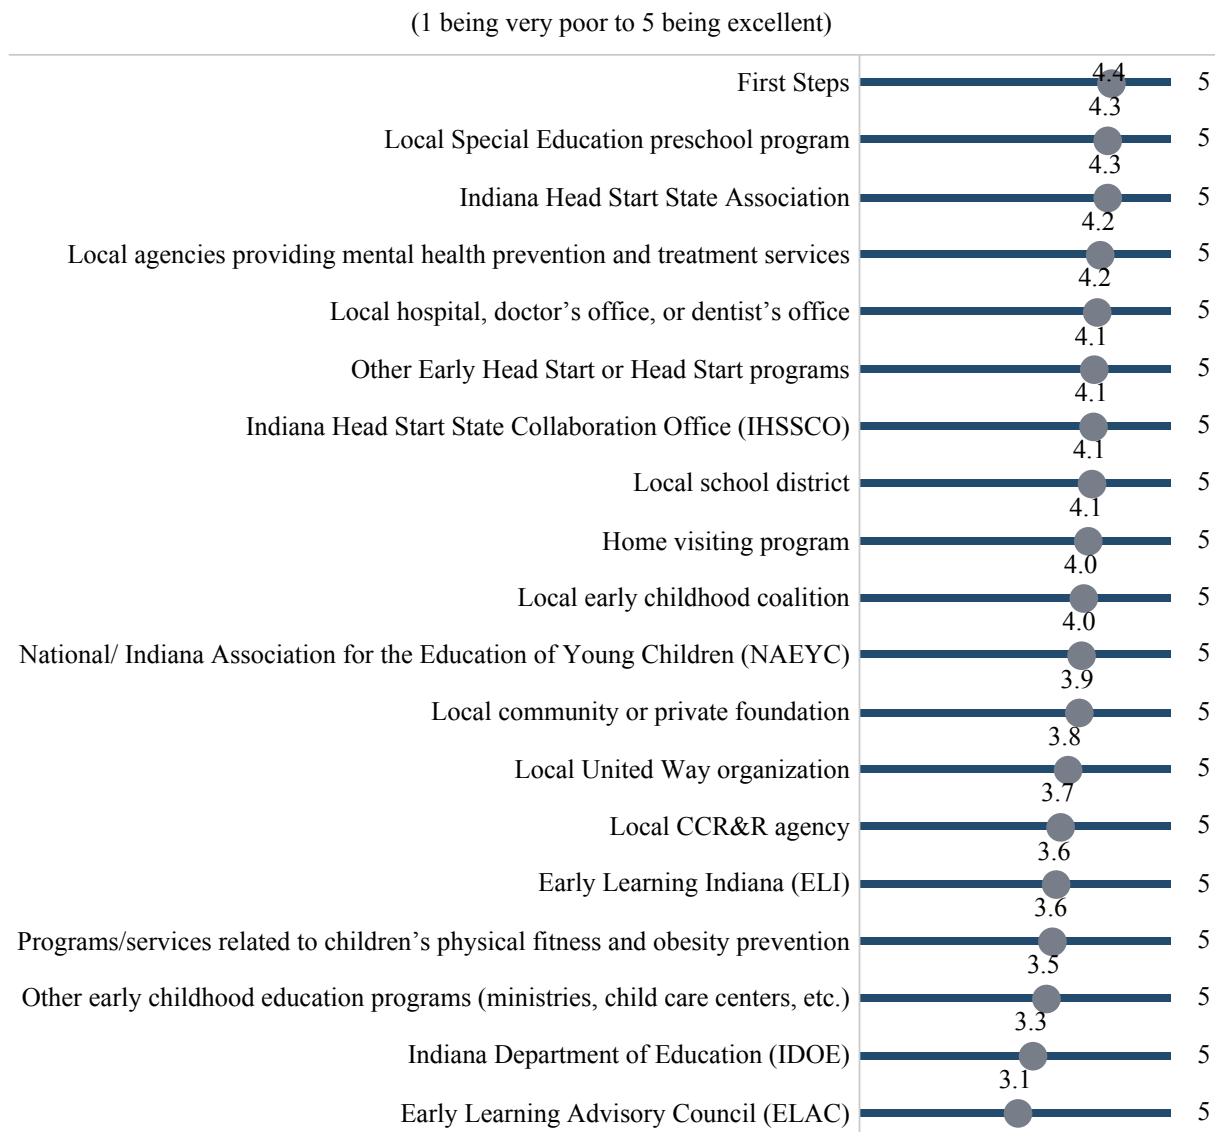 (1 being very poor to 5 being excellent)
4.4
First Steps 5
4.3
Local Special Education preschool program 5
4.3
Indiana Head Start State Association 5
4.2
Local agencies providing mental health prevention and treatment services 5
4.2
Local hospital, doctor’s office, or dentist’s office 5
4.1
Other Early Head Start or Head Start programs 5
4.1
Indiana Head Start State Collaboration Office (IHSSCO) 5
4.1
Local school district 5
4.1
Home visiting program 5
4.0
Local early childhood coalition 5
4.0
National/ Indiana Association for the Education of Young Children (NAEYC) 5
3.9
Local community or private foundation 5
3.8
Local United Way organization 5
3.7
Local CCR&R agency 5
3.6
Early Learning Indiana (ELI) 5
3.6
Programs/services related to children’s physical fitness and obesity prevention 5
3.5
Other early childhood education programs (ministries, child care centers, etc.) 5
3.3
Indiana Department of Education (IDOE) 5
3.1
Early Learning Advisory Council (ELAC) 5